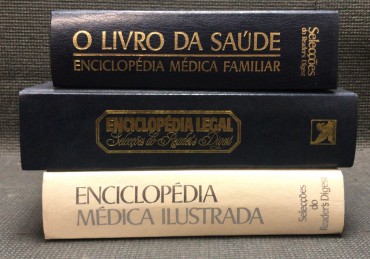 O LIVRO DA SAÚDE
ENCICLOPÉDIA MÉDICA FAMILIAR
Selecções
do Reader's Digest
ENCICLOPÉDIA LEGAL
Selecções do Reader's Digest
ENCICLOPÉDIA
MÉDICA ILUSTRADA
Selecções
do
Reader's Digest